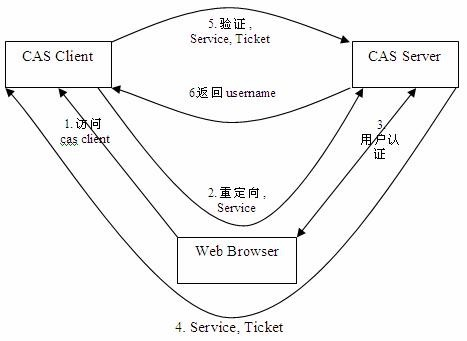 5. 验证 ,
Service, Ticket
CAS Client
CAS Server
6返回 username
1. 访问
cas client
3.
用户认
证
2. 重定向 ,
Service
Web Browser
4. Service, Ticket